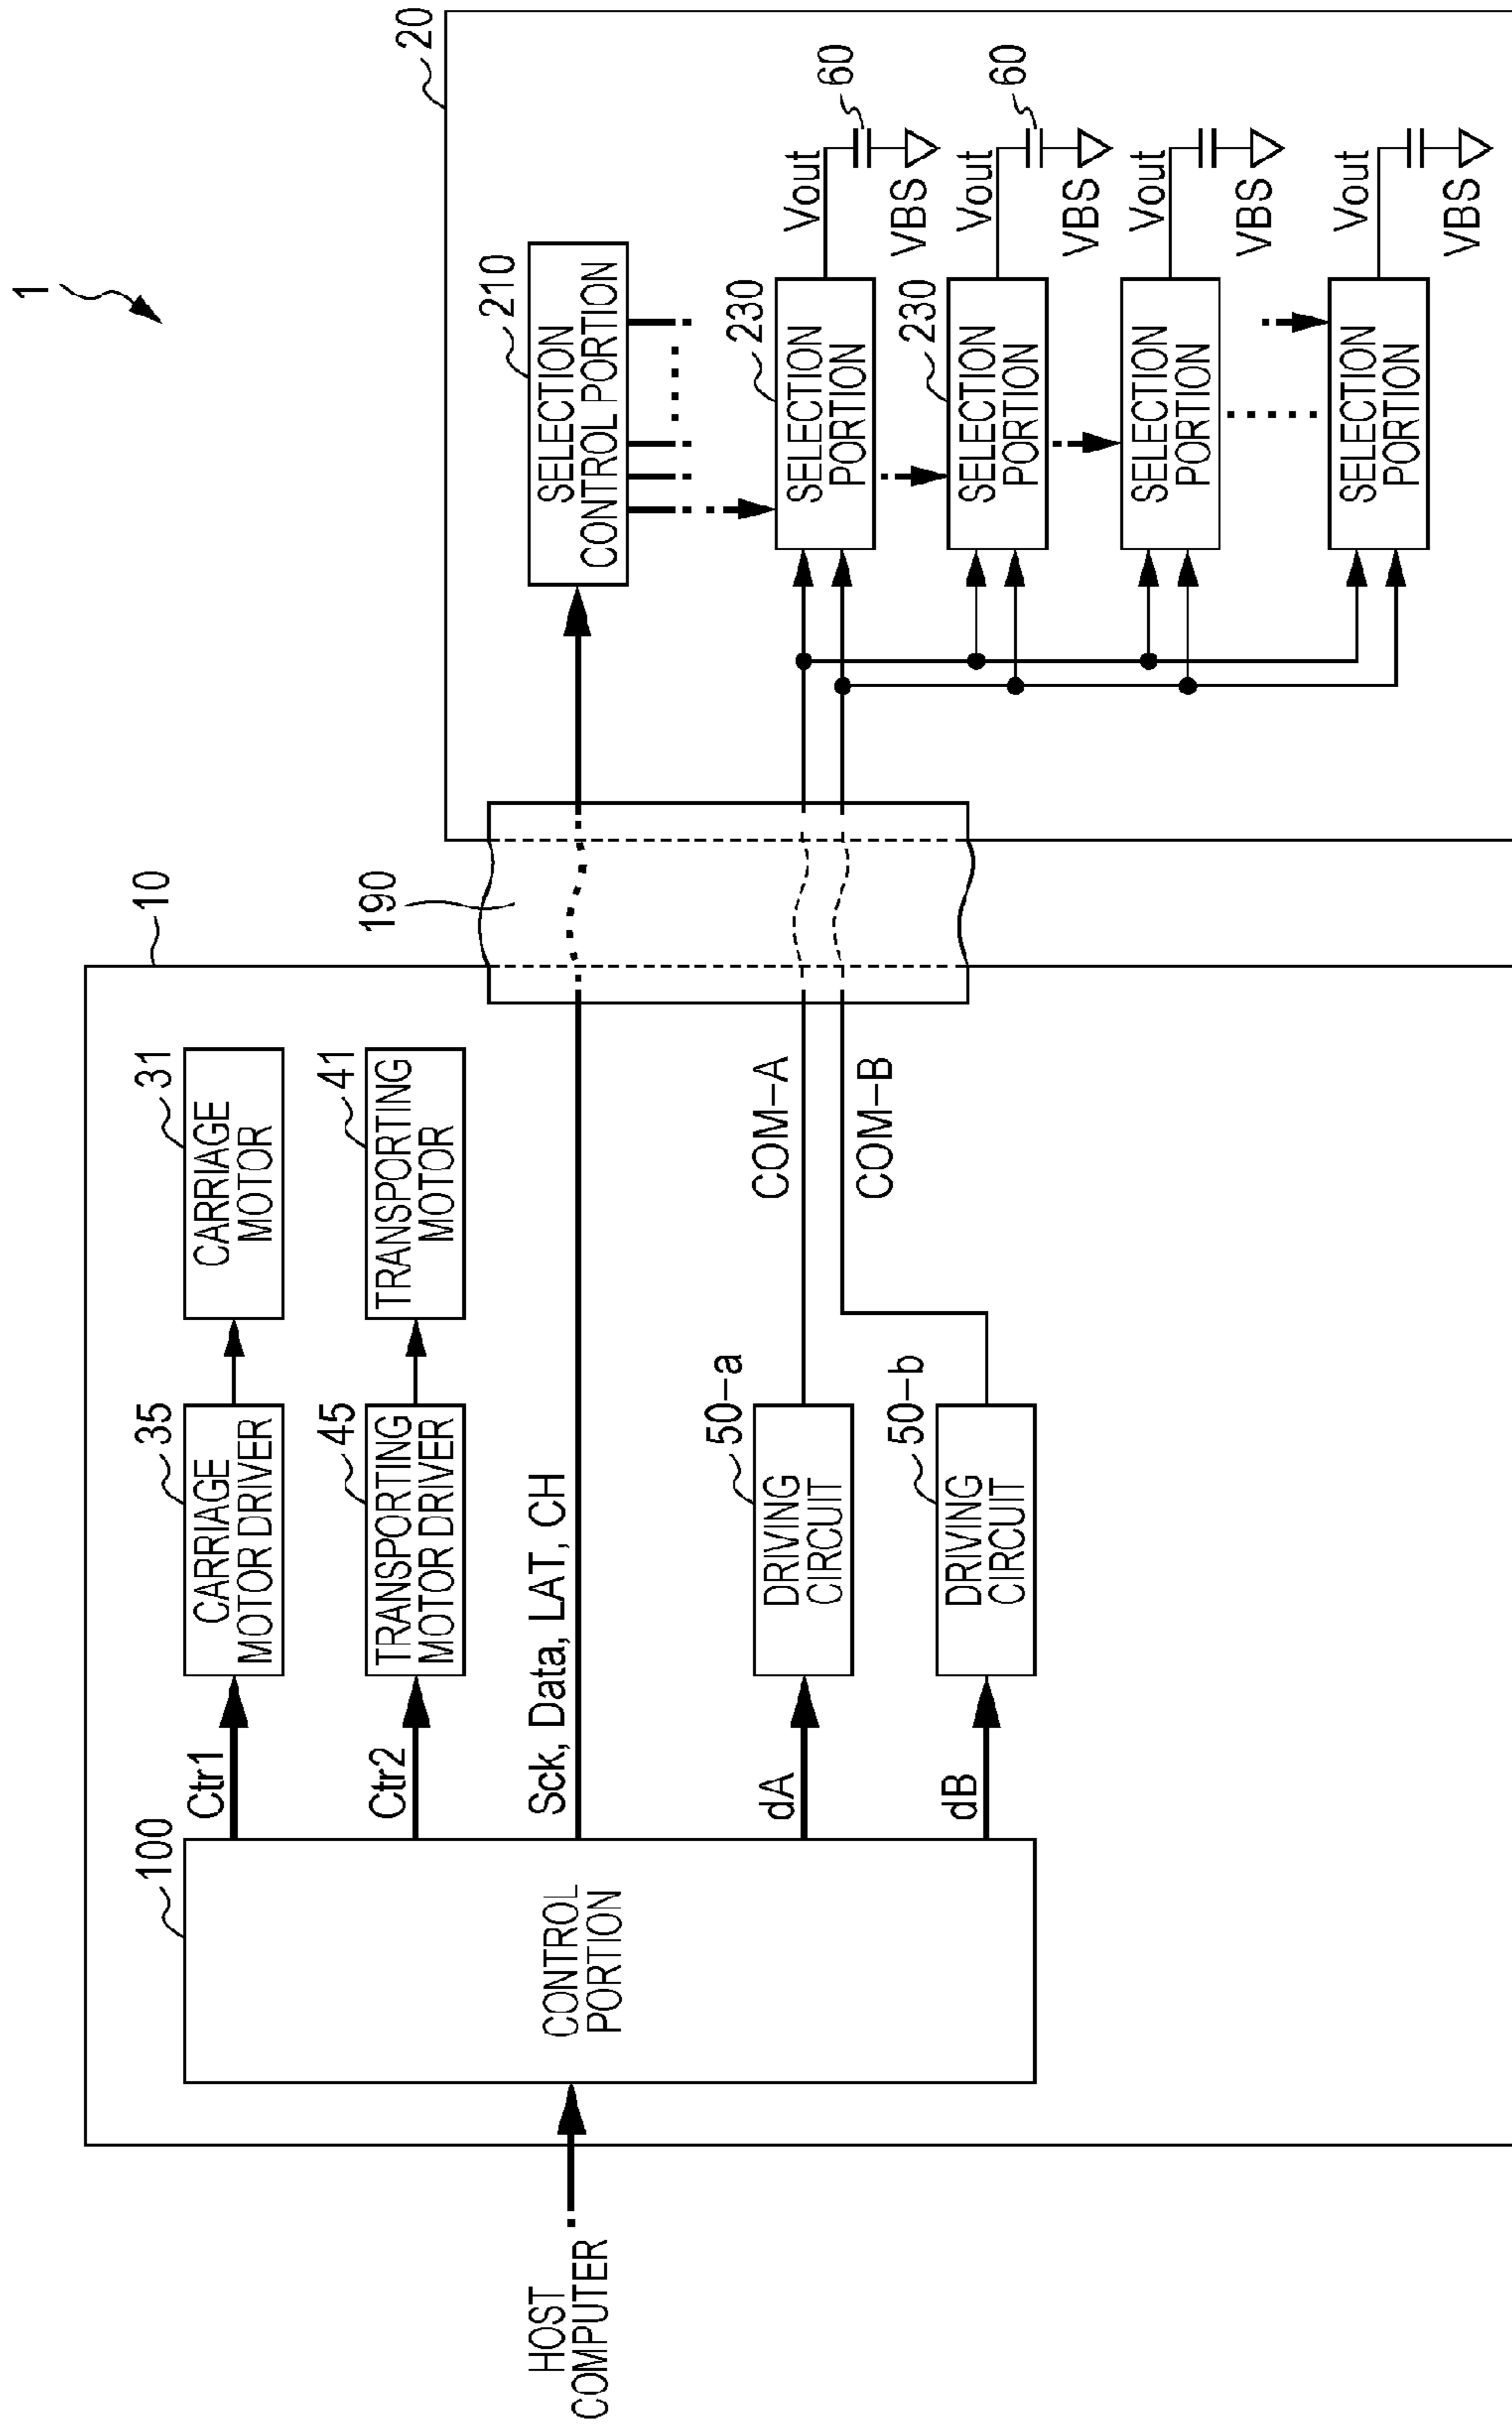 1
10
20
HOST
COMPUTER
100
CONTROL
PORTION
Ctr1
35
CARRIAGE
MOTOR DRIVER
31
CARRIAGE
MOTOR
Ctr2
45
TRANSPORTING
MOTOR DRIVER
41
TRANSPORTING
MOTOR
Sck, Data, LAT, CH
190
210
SELECTION
CONTROL PORTION
dA
50-a
DRIVING
CIRCUIT
COM-A
dB
50-b
DRIVING
CIRCUIT
COM-B
230
SELECTION
PORTION
Vout
60
VBS
230
SELECTION
PORTION
Vout
60
VBS
SELECTION
PORTION
Vout
VBS
SELECTION
PORTION
Vout
VBS